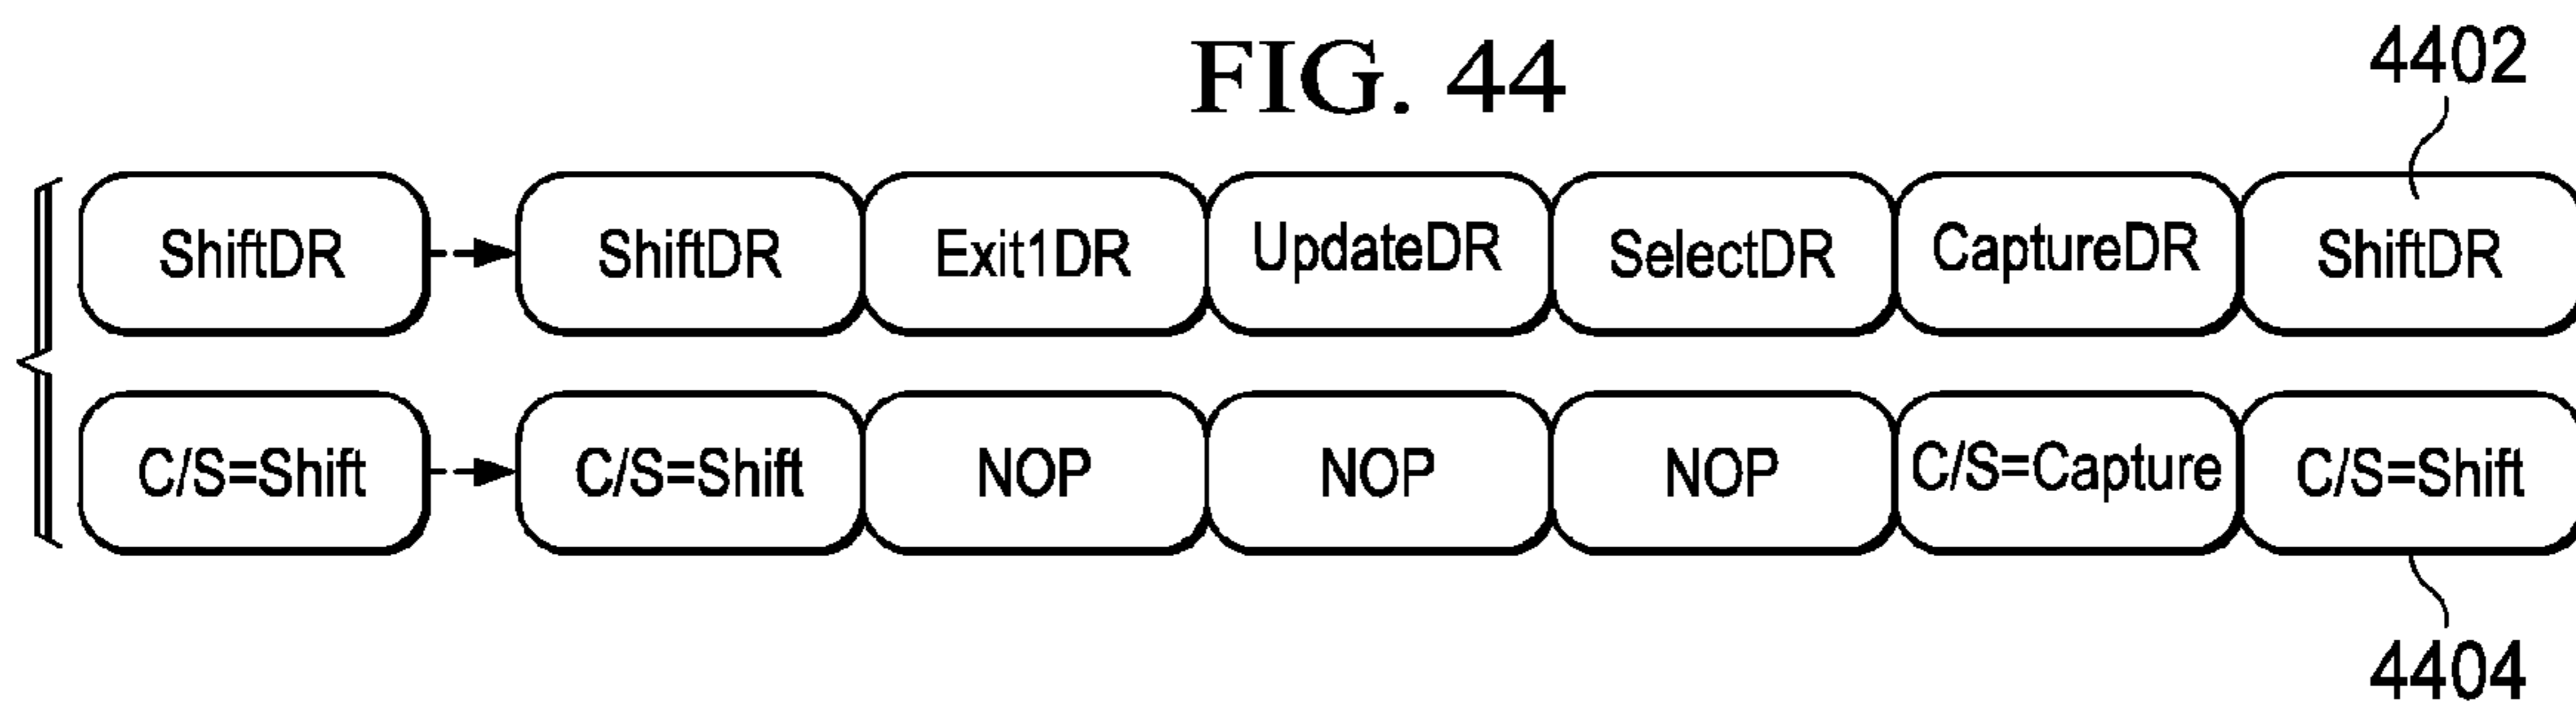 FIG. 44
4402
ShiftDR ShiftDR Exit1DR UpdateDR SelectDR CaptureDR ShiftDR
C/S=Shift C/S=Shift NOP NOP NOP C/S=Capture C/S=Shift
4404